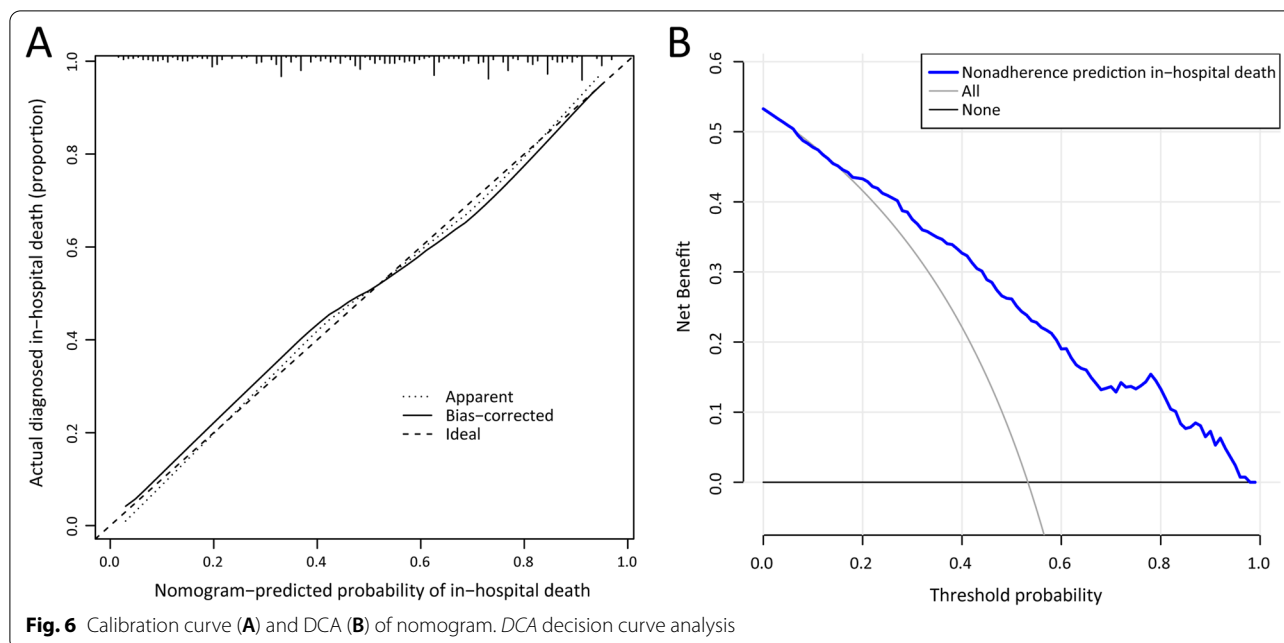 A
Actual diagnosed in−hospital death (proportion)
1.0
0.8
0.6
0.4
0.2
0.0
Apparent
Bias−corrected
Ideal
0.0 0.2 0.4 0.6 0.8 1.0
Nomogram−predicted probability of in−hospital death
B
Net Benefit
0.6
0.5
0.4
0.3
0.2
0.1
0.0
Nonadherence prediction in−hospital death
All
None
0.0 0.2 0.4 0.6 0.8 1.0
Threshold probability
Fig. 6 Calibration curve (A) and DCA (B) of nomogram. DCA decision curve analysis